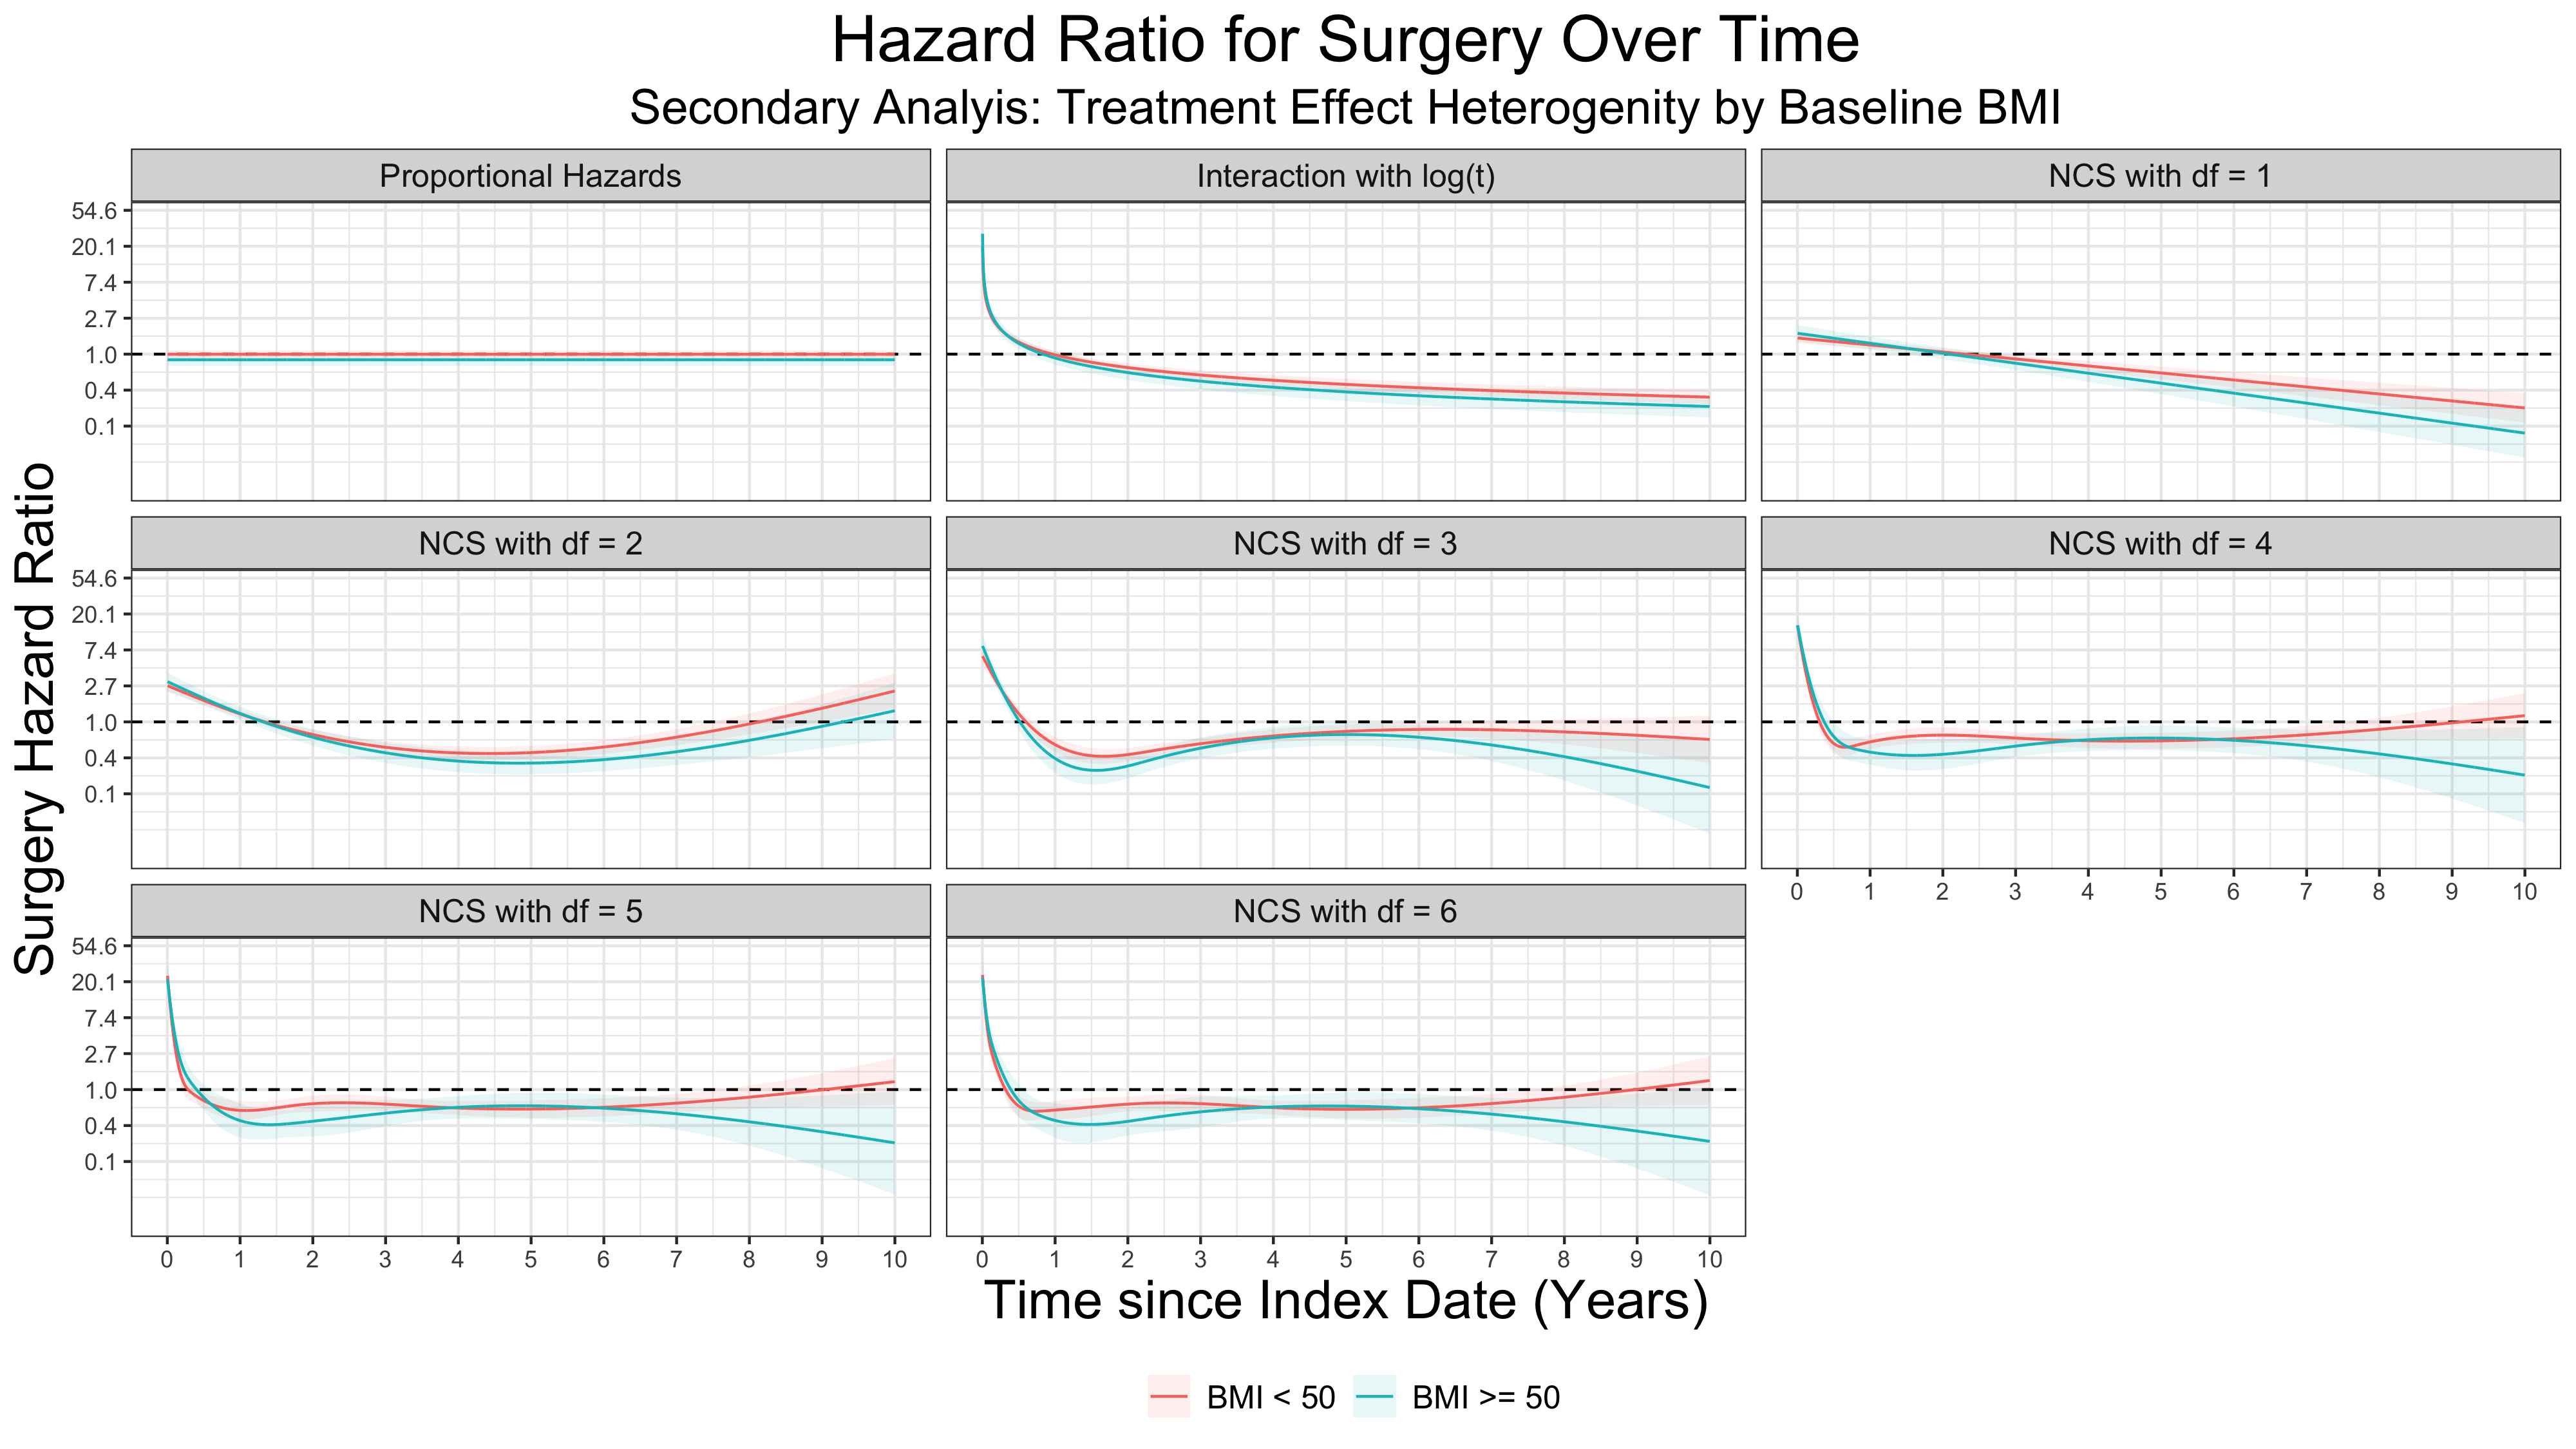 Hazard Ratio for Surgery Over Time
Secondary Analyis: Treatment Effect Heterogenity by Baseline BMI
Proportional Hazards
Interaction with log(t)
NCS with df = 1
54.6
20.1
7.4
2.7
1.0
0.4
0.1
NCS with df = 2
NCS with df = 3
NCS with df = 4
54.6
20.1
7.4
2.7
1.0
0.4
0.1
0 1 2 3 4 5 6 7 8 9 10
NCS with df = 5
NCS with df = 6
54.6
20.1
7.4
2.7
1.0
0.4
0.1
0 1 2 3 4 5 6 7 8 9 10
0 1 2 3 4 5 6 7 8 9 10
Surgery Hazard Ratio
Time since Index Date (Years)
BMI < 50
BMI >= 50